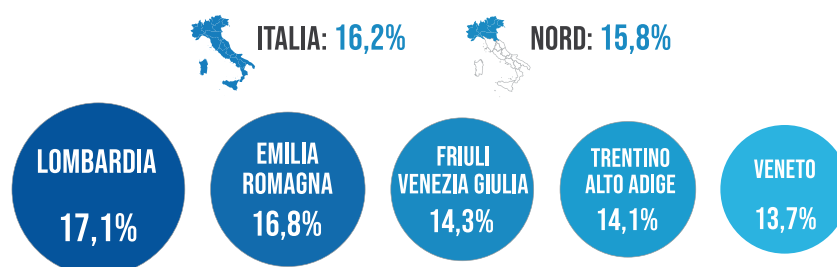 ITALIA: 16,2%
NORD: 15,8%
LOMBARDIA
17,1%
EMILIA
ROMAGNA
16,8%
FRIULI
VENEZIA GIULIA
14,3%
TRENTINO
ALTO ADIGE
14,1%
VENETO
13,7%